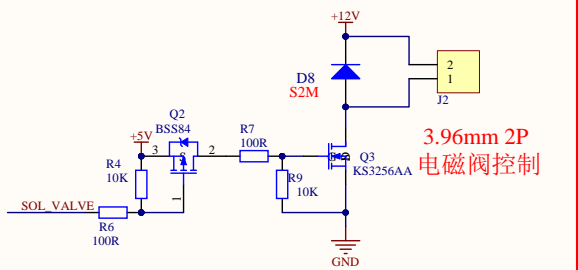 +12V
2
1
J2
D8
S2M
3.96mm 2P
电磁阀控制
Q2
BSS84
+5V
3
2
1
R7
100R
R4
10K
Q3
KS3256AA
R9
10K
SOL_VALVE
R6
100R
GND